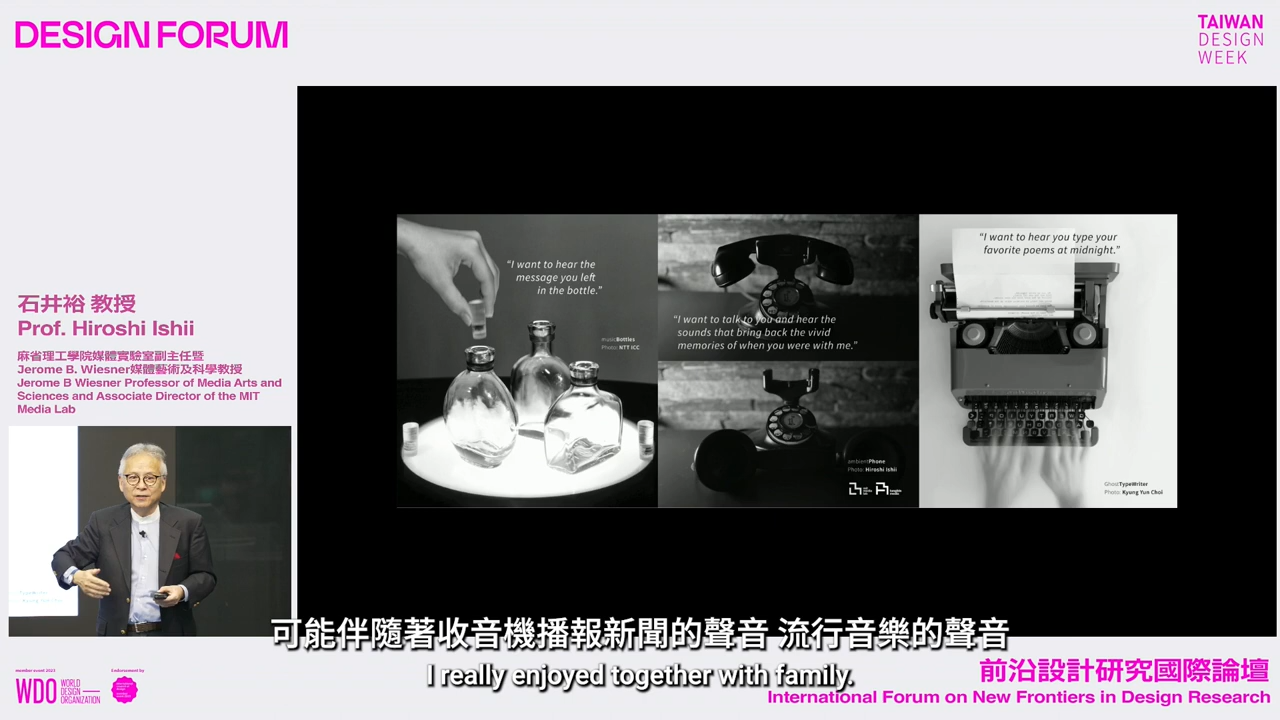 DESIGN FORUM
TAIWAN
DESIGN
WEEK
石井裕 教授
Prof. Hiroshi Ishii
麻省理工學院媒體實驗室副主任暨
Jerome B. Wiesner媒體藝術及科學教授
Jerome B Wiesner Professor of Media Arts and
Sciences and Associate Director of the MIT
Media Lab
“I want to hear the
message you left
in the bottle.”
musicBottles
Photo: NTT ICC
“I want to talk to you and hear the
sounds that bring back the vivid
memories of when you were with me.”
ambientPhone
Photo: Hiroshi Ishii
“I want to hear you type your
favorite poems at midnight.”
GhostTypeWriter
Photo: Kyung Yun Choi
可能伴隨著收音機播報新聞的聲音 流行音樂的聲音
I really enjoyed together with family.
member event 2023
WDO WORLD
DESIGN
ORGANIZATION
Endorsement by
前沿設計研究國際論壇
International Forum on New Frontiers in Design Research